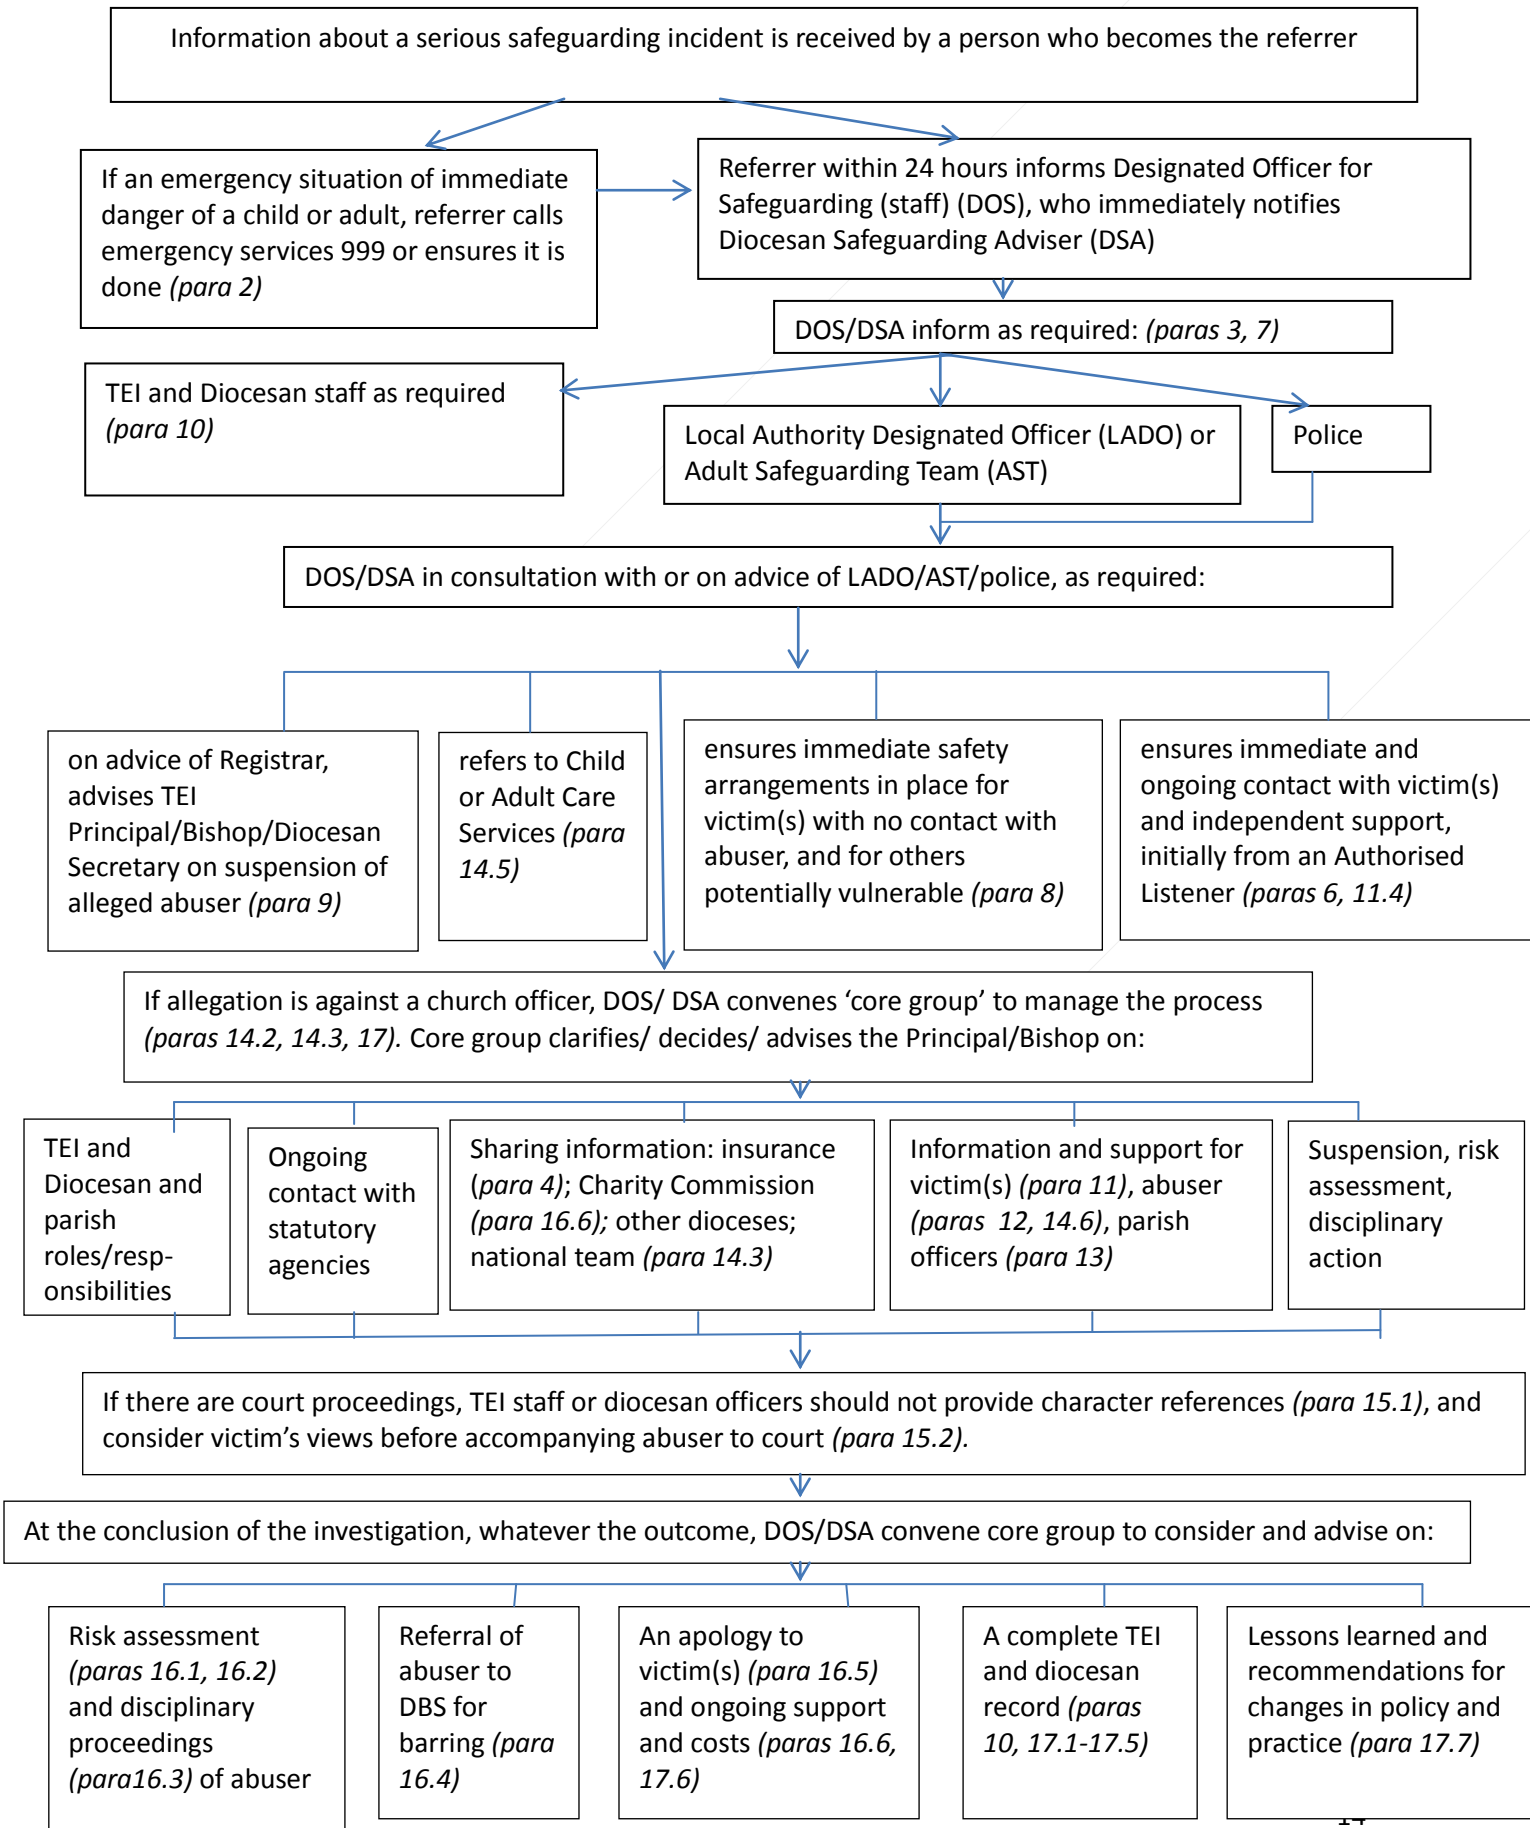 Information about a serious safeguarding incident is received by a person who becomes the referrer
If an emergency situation of immediate
danger of a child or adult, referrer calls
emergency services 999 or ensures it is
done (para 2)
Referrer within 24 hours informs Designated Officer for
Safeguarding (staff) (DOS), who immediately notifies
Diocesan Safeguarding Adviser (DSA)
DOS/DSA inform as required: (paras 3, 7)
TEI and Diocesan staff as required
(para 10)
Local Authority Designated Officer (LADO) or
Adult Safeguarding Team (AST)
Police
DOS/DSA in consultation with or on advice of LADO/AST/police, as required:
on advice of Registrar,
advises TEI
Principal/Bishop/Diocesan
Secretary on suspension of
alleged abuser (para 9)
refers to Child
or Adult Care
Services (para
14.5)
ensures immediate safety
arrangements in place for
victim(s) with no contact with
abuser, and for others
potentially vulnerable (para 8)
ensures immediate and
ongoing contact with victim(s)
and independent support,
initially from an Authorised
Listener (paras 6, 11.4)
If allegation is against a church officer, DOS/ DSA convenes ‘core group’ to manage the process
(paras 14.2, 14.3, 17). Core group clarifies/ decides/ advises the Principal/Bishop on:
TEI and
Diocesan and
parish
roles/resp-
onsibilities
Ongoing
contact with
statutory
agencies
Sharing information: insurance
(para 4); Charity Commission
(para 16.6); other dioceses;
national team (para 14.3)
Information and support for
victim(s) (para 11), abuser
(paras 12, 14.6), parish
officers (para 13)
Suspension, risk
assessment,
disciplinary
action
If there are court proceedings, TEI staff or diocesan officers should not provide character references (para 15.1), and
consider victim’s views before accompanying abuser to court (para 15.2).
At the conclusion of the investigation, whatever the outcome, DOS/DSA convene core group to consider and advise on:
Risk assessment
(paras 16.1, 16.2)
and disciplinary
proceedings
(para16.3) of abuser
Referral of
abuser to
DBS for
barring (para
16.4)
An apology to
victim(s) (para 16.5)
and ongoing support
and costs (paras 16.6,
17.6)
A complete TEI
and diocesan
record (paras
10, 17.1-17.5)
Lessons learned and
recommendations for
changes in policy and
practice (para 17.7)